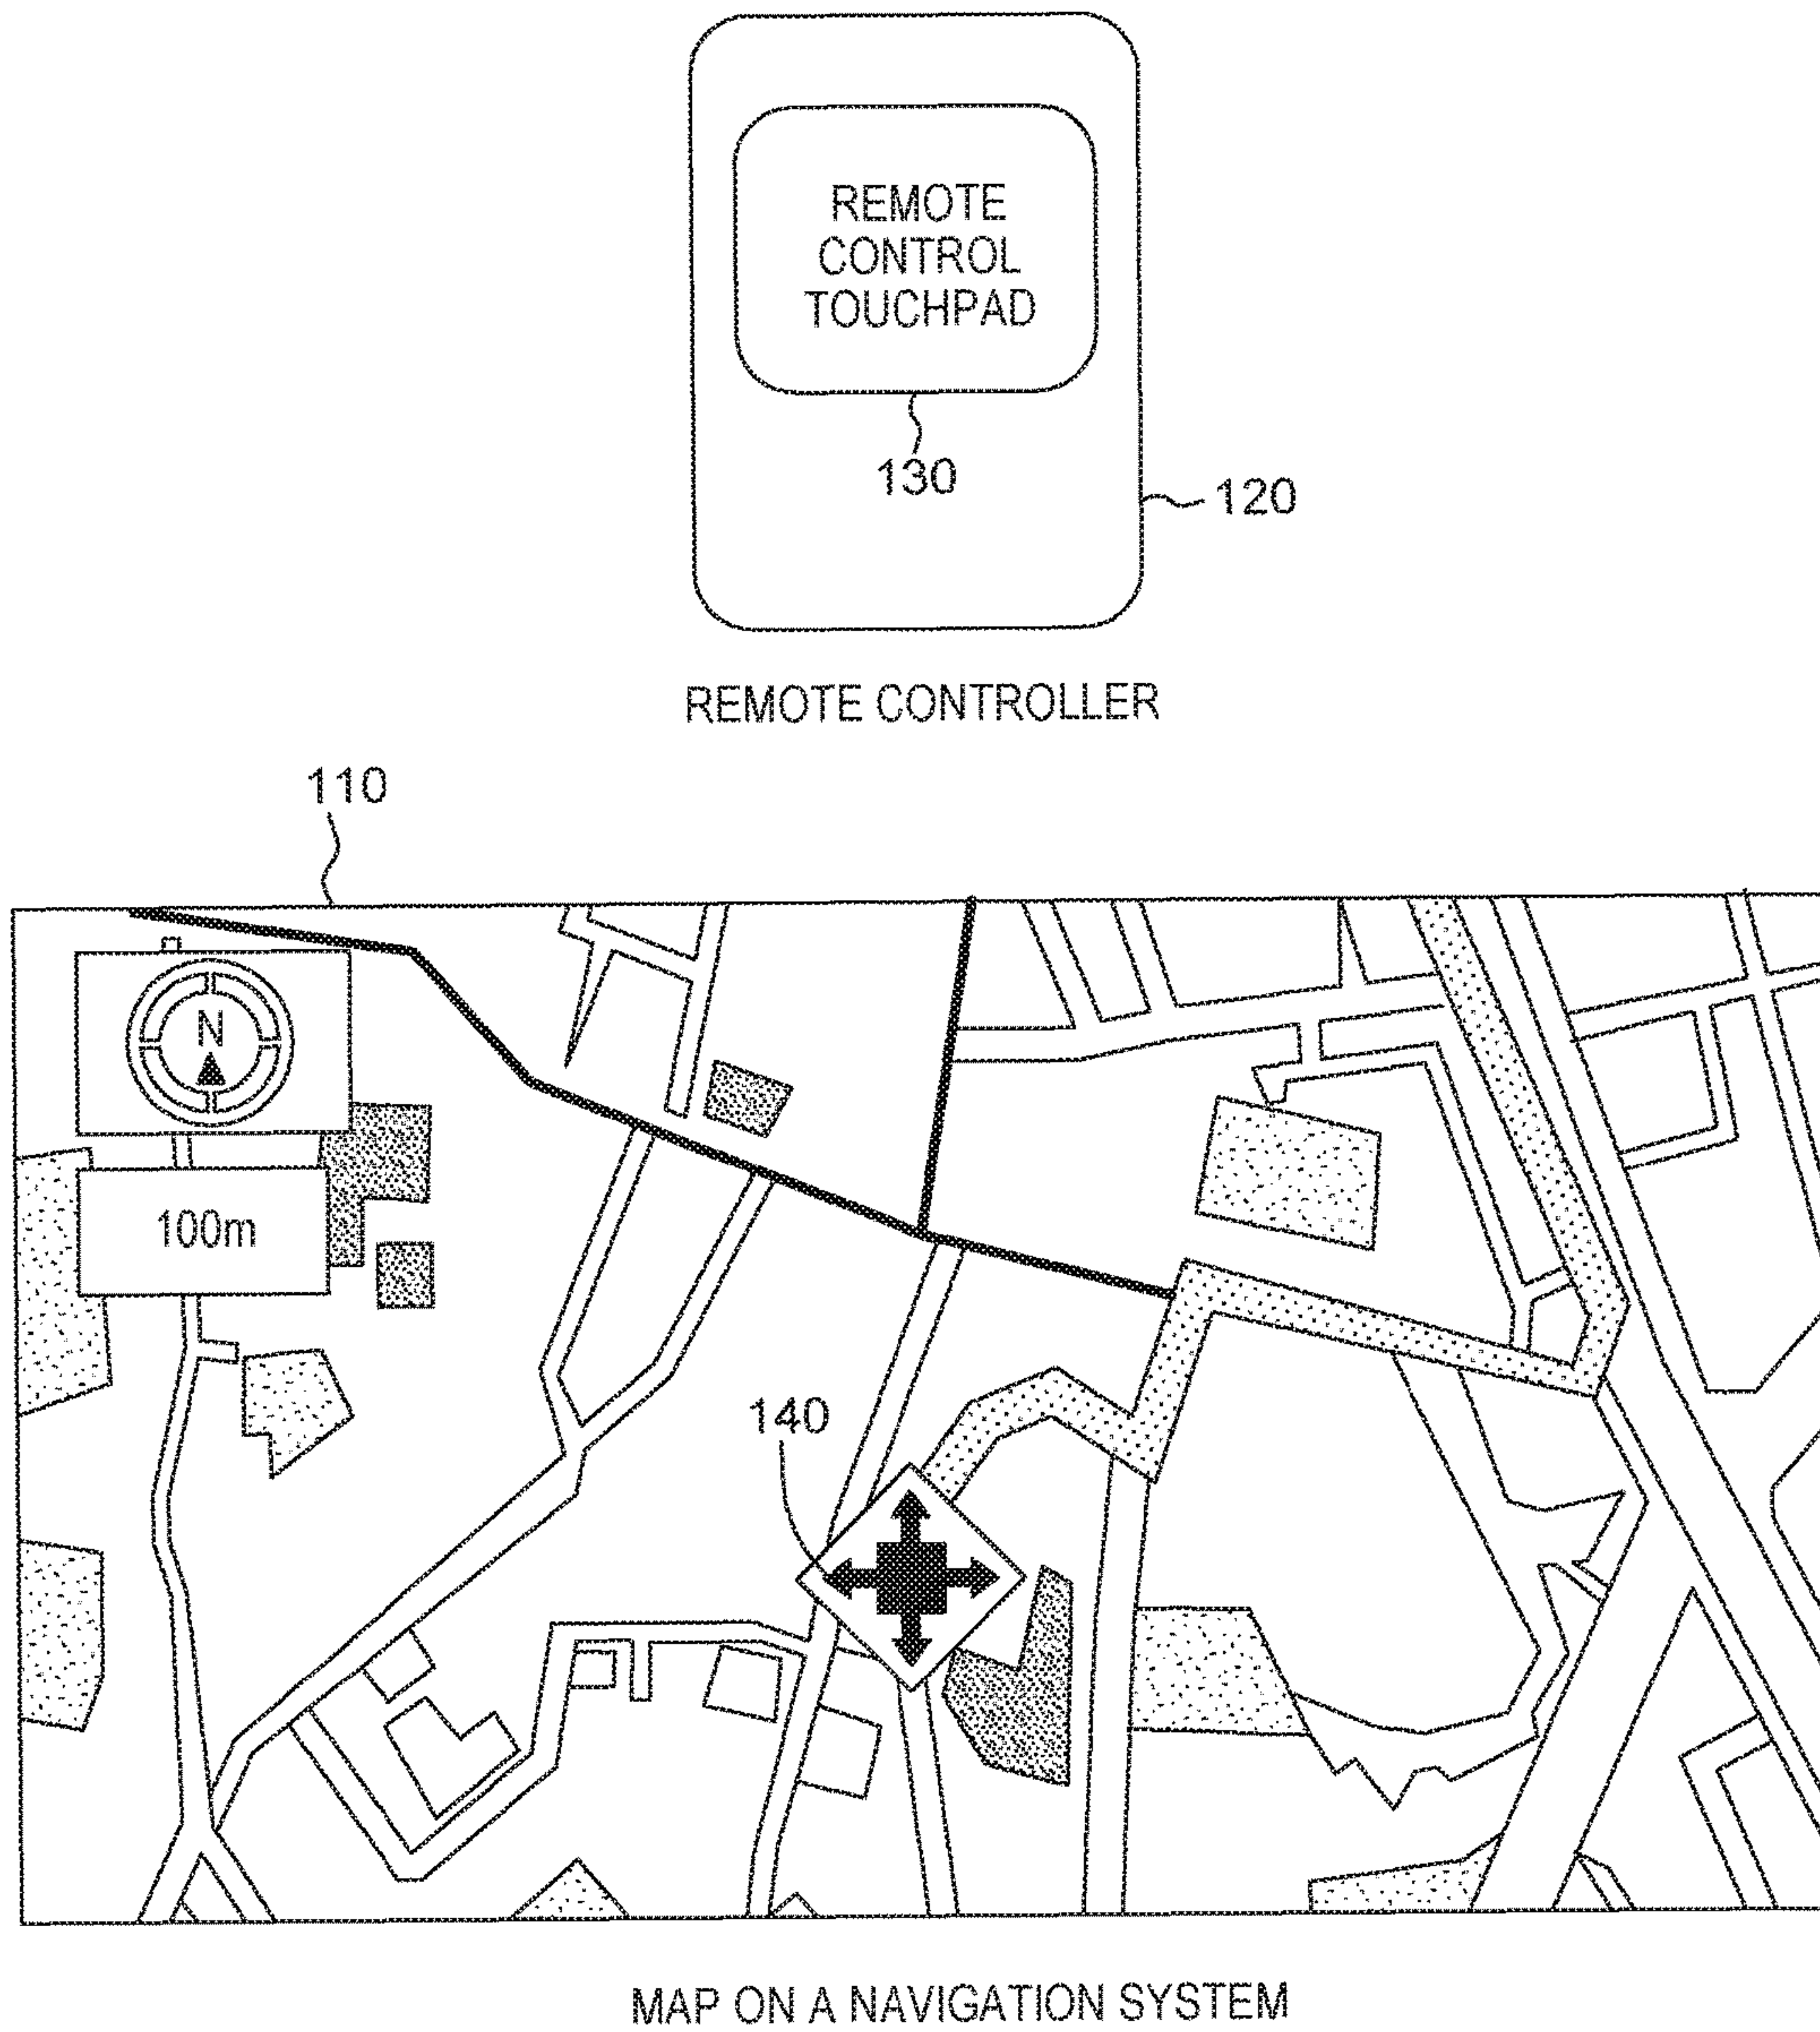 REMOTE
CONTROL
TOUCHPAD
130
120
REMOTE CONTROLLER
110
N
100m
140
MAP ON A NAVIGATION SYSTEM